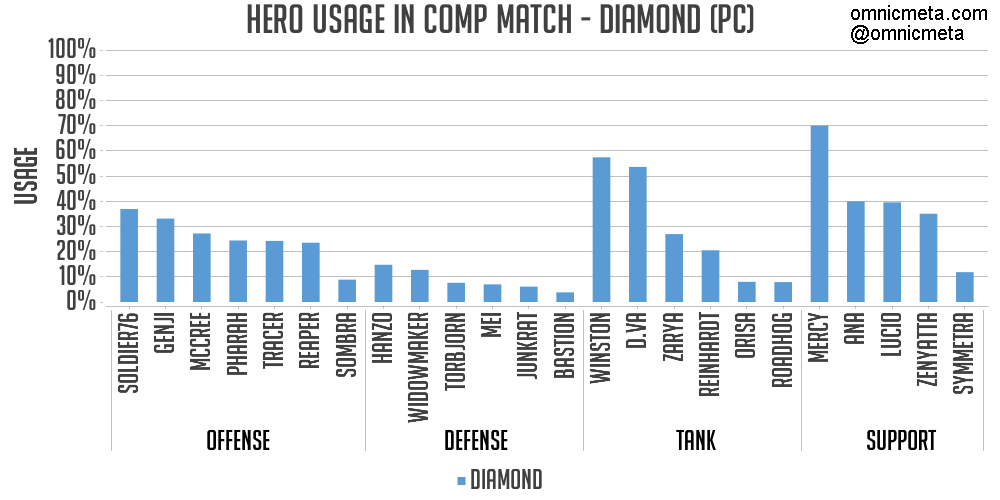 HERO USAGE IN COMP MATCH - DIAMOND (PC)
omnicmeta.com
@omnicmeta
USAGE
100%
90%
80%
70%
60%
50%
40%
30%
20%
10%
0%
SOLDIER76
GENJI
MCCREE
PHARAH
TRACER
REAPER
SOMBRA
HANZO
WIDOWMAKER
TORBJORN
MEI
JUNKRAT
BASTION
WINSTON
D.VA
ZARYA
REINHARDT
ORISA
ROADHOG
MERCY
ANA
LUCIO
ZENYATTA
SYMMETRA
OFFENSE
DEFENSE
TANK
SUPPORT
DIAMOND